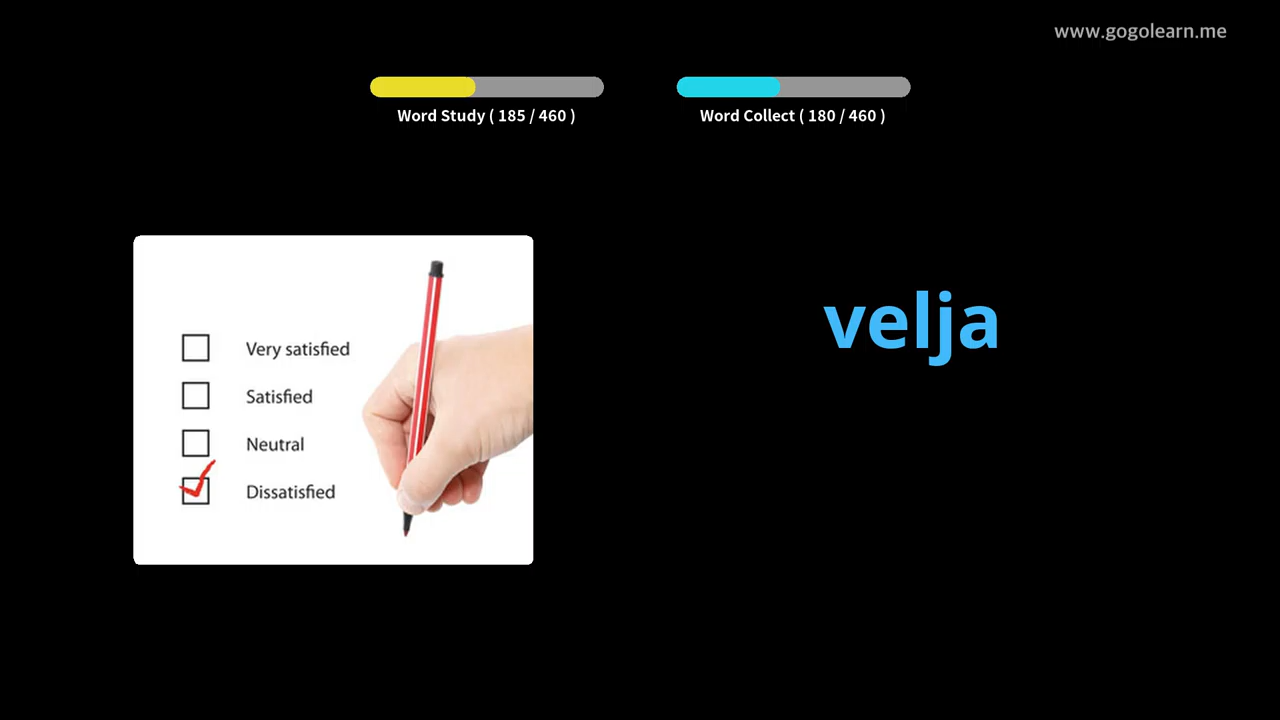 www.gogolearn.me
Word Study ( 185 / 460 )
Word Collect ( 180 / 460 )
velja
Very satisfied
Satisfied
Neutral
Dissatisfied